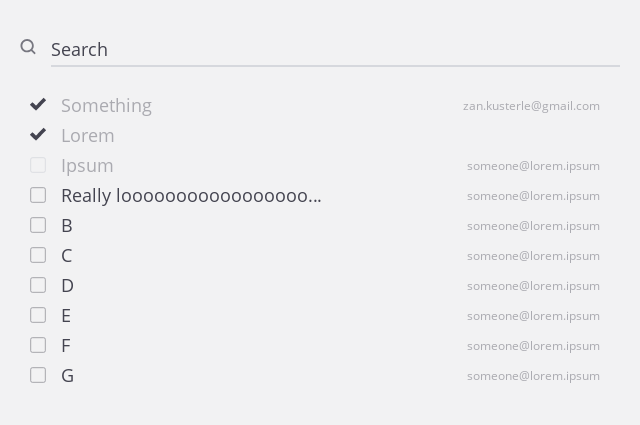 Search
Something zan.kusterle@gmail.com
Lorem
Ipsum someone@lorem.ipsum
Really looooooooooooooooo... someone@lorem.ipsum
B someone@lorem.ipsum
C someone@lorem.ipsum
D someone@lorem.ipsum
E someone@lorem.ipsum
F someone@lorem.ipsum
G someone@lorem.ipsum